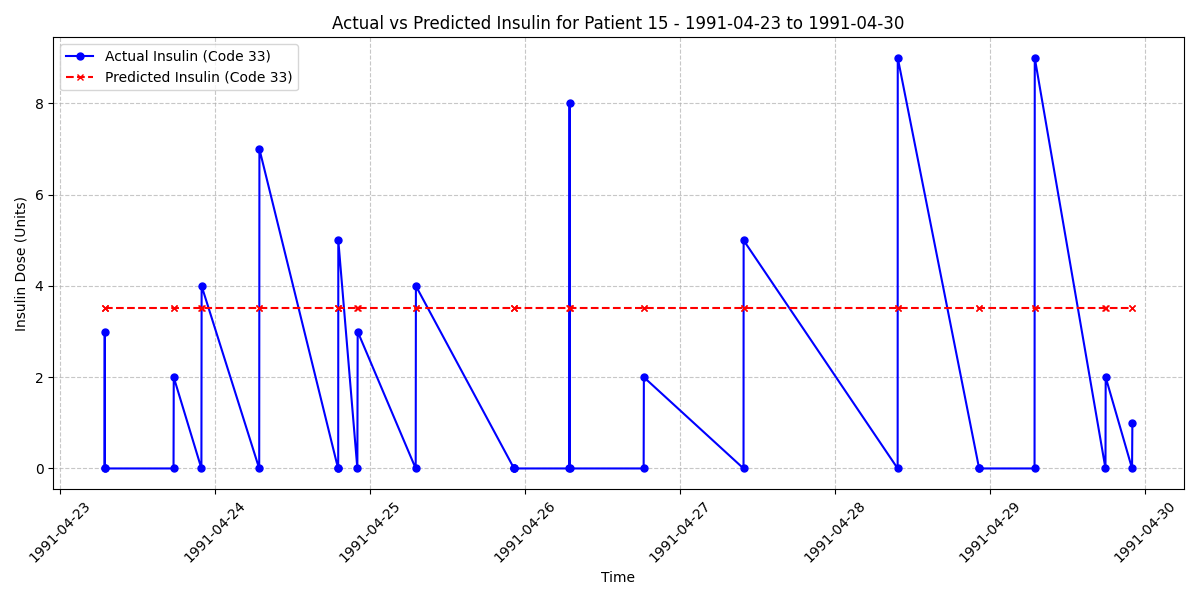 Actual vs Predicted Insulin for Patient 15 - 1991-04-23 to 1991-04-30
Actual Insulin (Code 33)
Predicted Insulin (Code 33)
Insulin Dose (Units)
8
6
4
2
0
1991-04-23
1991-04-24
1991-04-25
1991-04-26
1991-04-27
1991-04-28
1991-04-29
1991-04-30
Time